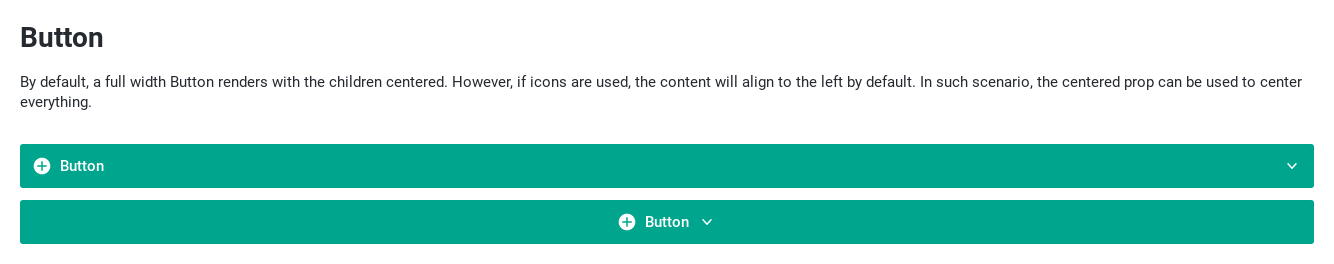 Button
By default, a full width Button renders with the children centered. However, if icons are used, the content will align to the left by default. In such scenario, the centered prop can be used to center
everything.
Button
Button